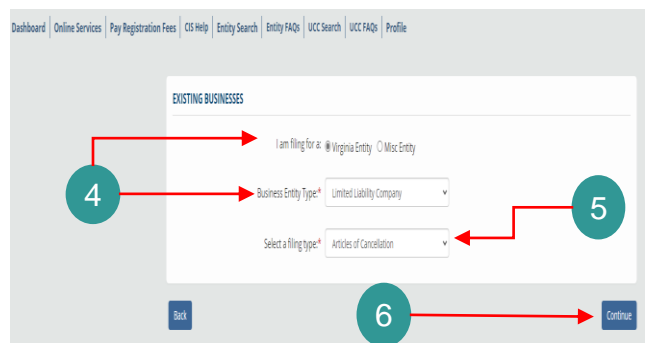 Dashboard | Online Services | Pay Registration Fees | CIS Help | Entity Search | Entity FAQs | UCC Search | UCC FAQs | Profile
EXISTING BUSINESSES
I am filing for a: Virginia Entity Misc Entity
4
Business Entity Type:* Limited Liability Company
5
Select a filing type:* Articles of Cancellation
Back
6
Continue